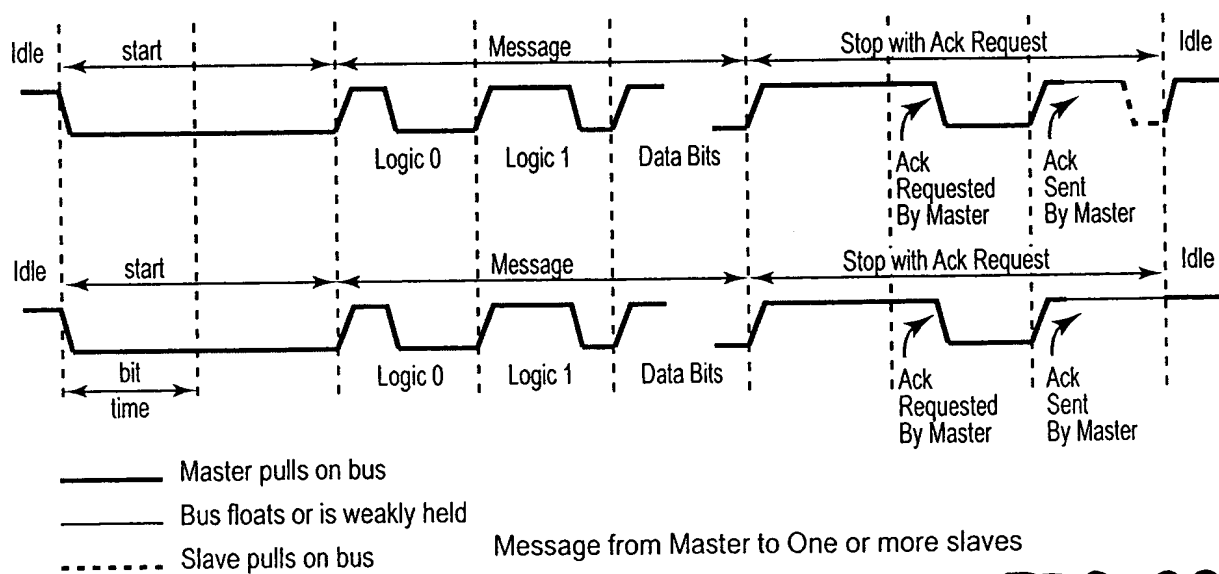 Idle start Message Stop with Ack Request Idle
Logic 0 Logic 1 Data Bits Ack Requested By Master Ack Sent By Master
Idle start Message Stop with Ack Request Idle
bit time
Logic 0 Logic 1 Data Bits Ack Requested By Master Ack Sent By Master
Master pulls on bus
Bus floats or is weakly held
Slave pulls on bus
Message from Master to One or more slaves